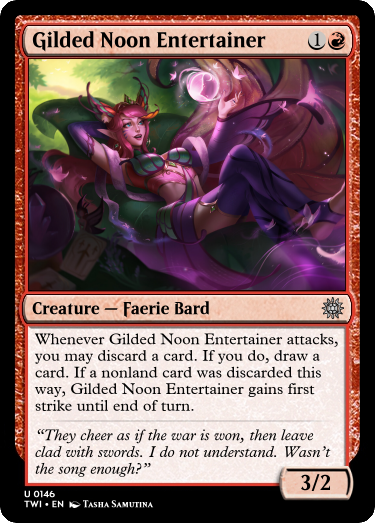 Gilded Noon Entertainer 1
Creature — Faerie Bard
Whenever Gilded Noon Entertainer attacks,
you may discard a card. If you do, draw a
card. If a nonland card was discarded this
way, Gilded Noon Entertainer gains first
strike until end of turn.
“They cheer as if the war is won, then leave
clad with swords. I do not understand. Wasn’t
the song enough?”
3/2
U 0146
TWI • EN Tasha Samutina